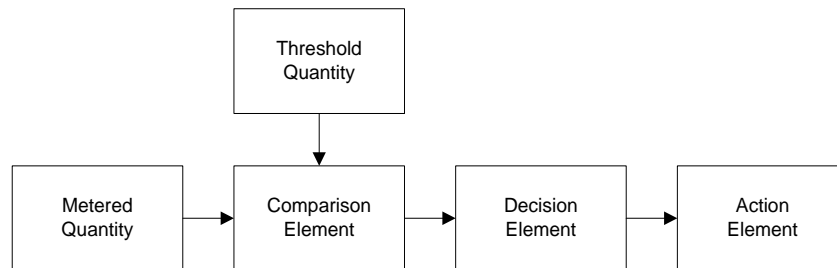 Threshold
Quantity
Metered
Quantity
Comparison
Element
Decision
Element
Action
Element